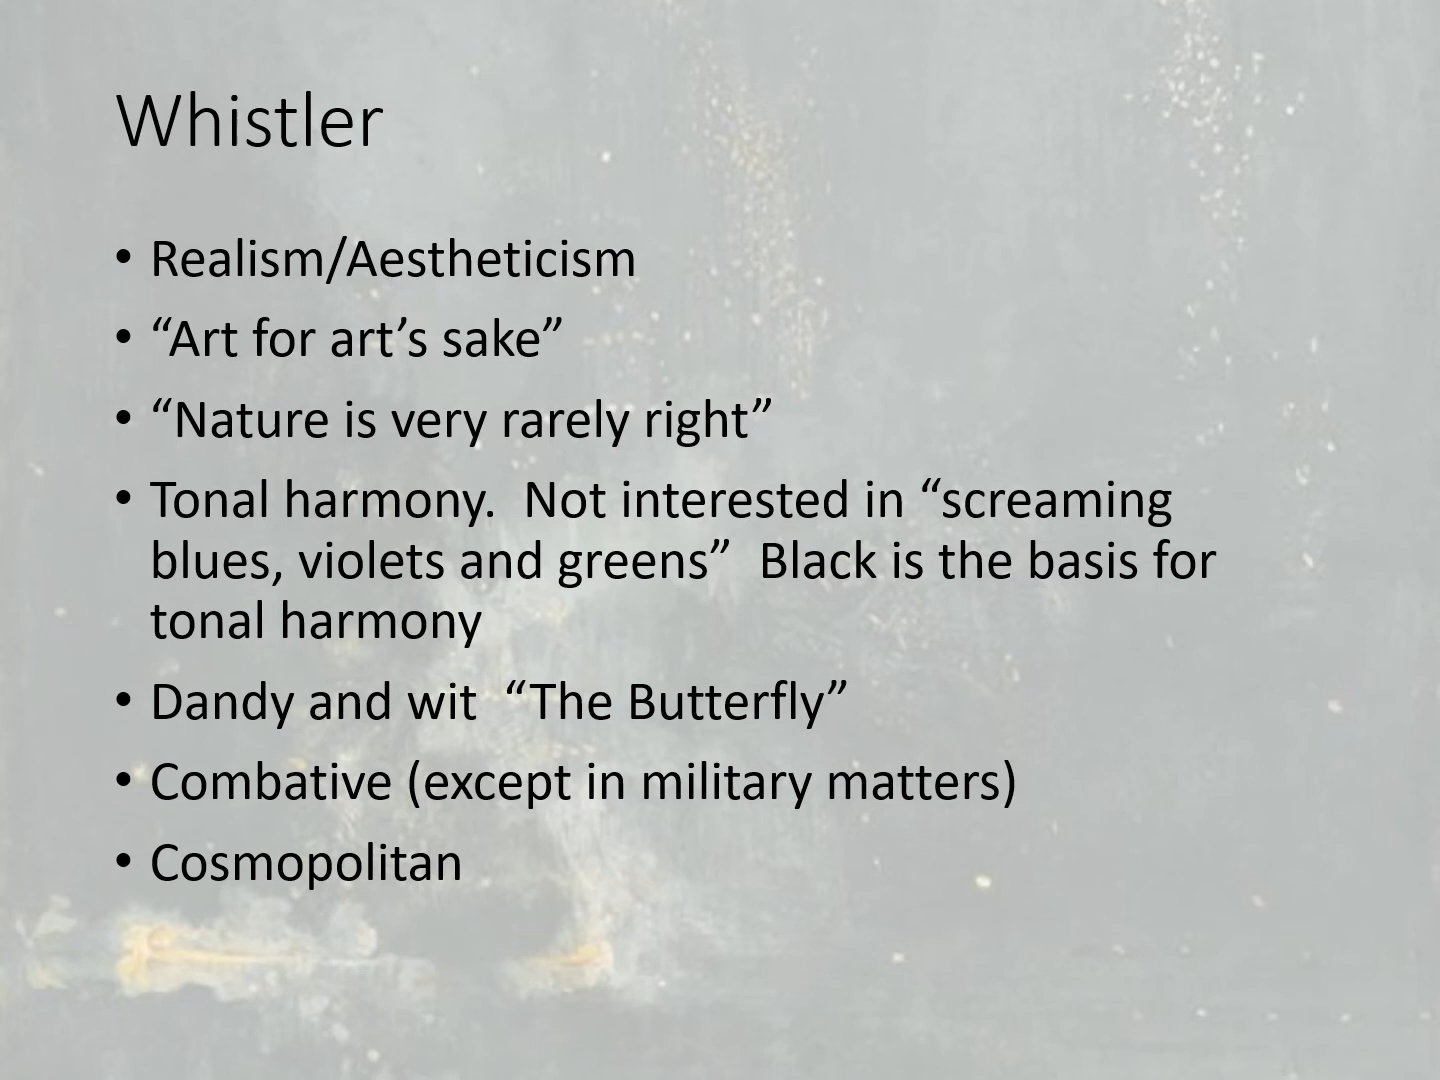 Whistler
• Realism/Aestheticism
• “Art for art’s sake”
• “Nature is very rarely right”
• Tonal harmony.  Not interested in “screaming
blues, violets and greens”  Black is the basis for
tonal harmony
• Dandy and wit  “The Butterfly”
• Combative (except in military matters)
• Cosmopolitan